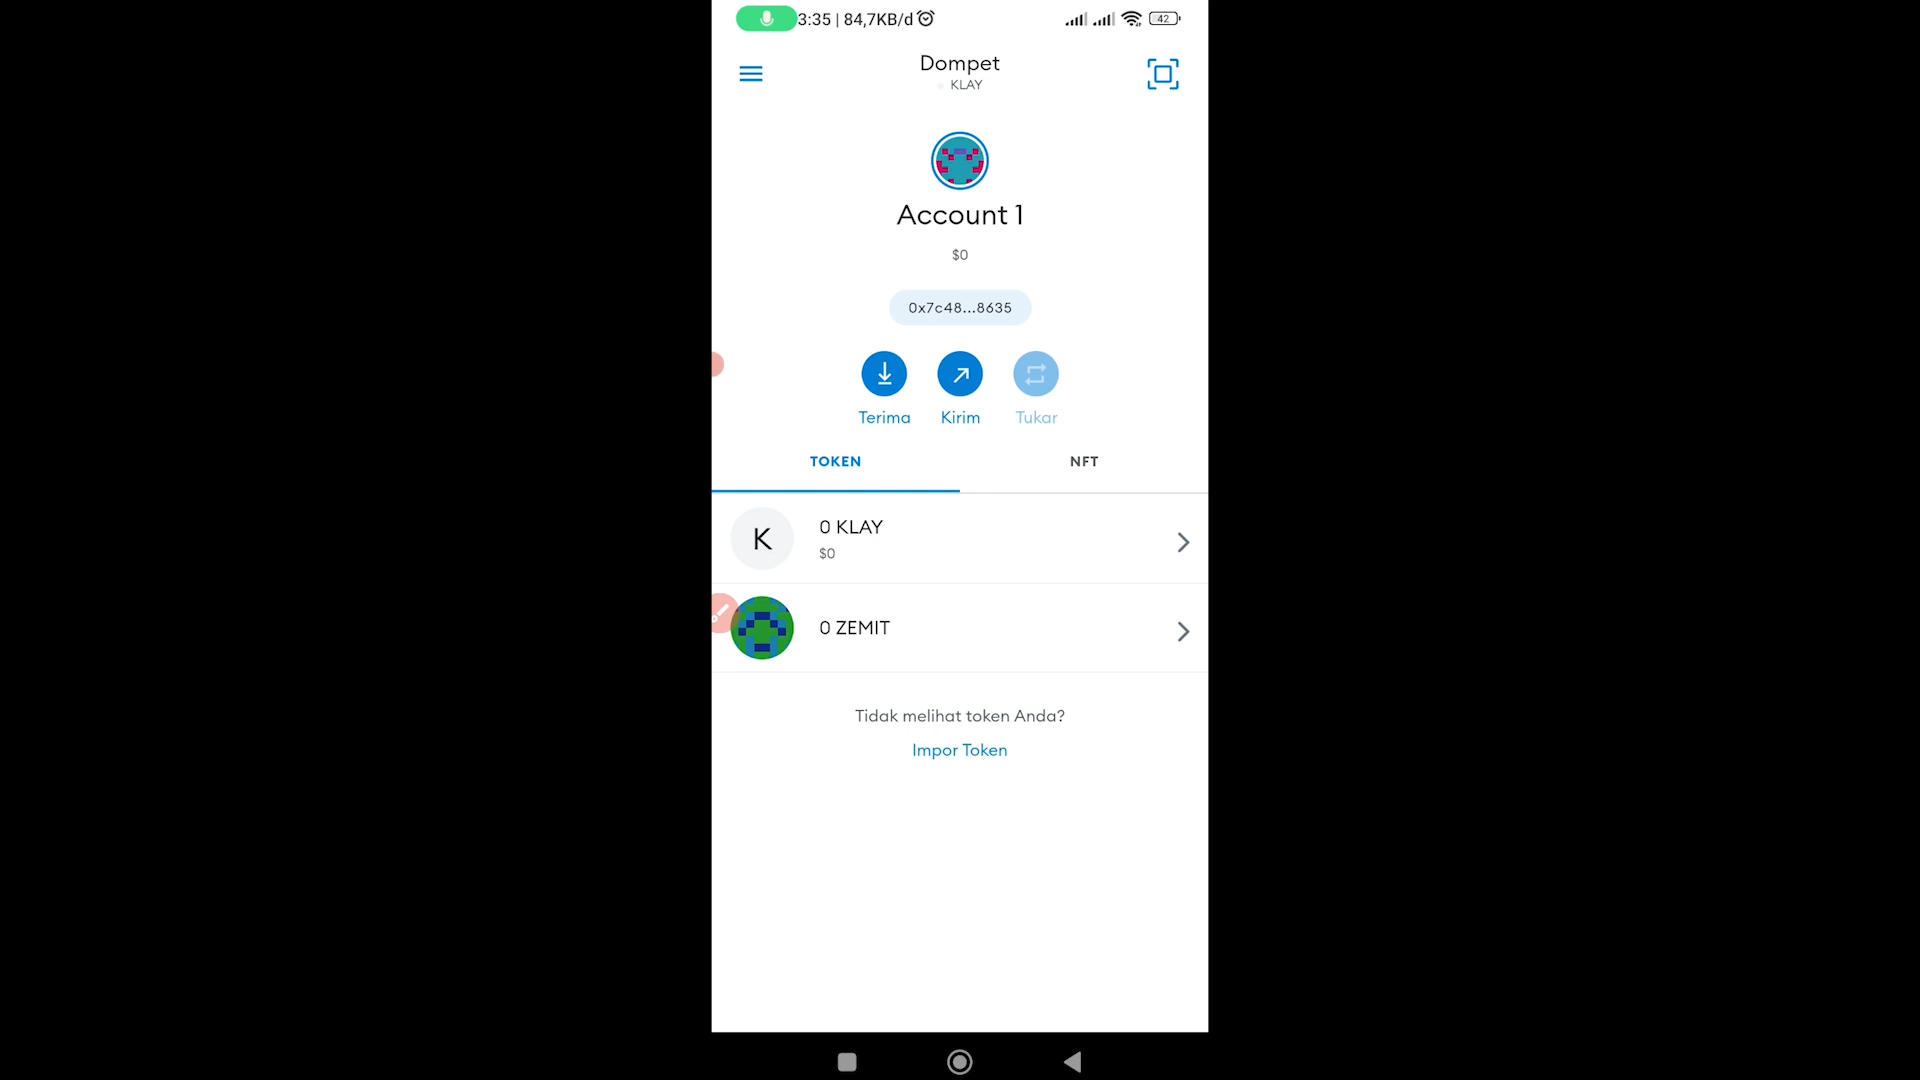 3:35 | 84,7KB/d
42
Dompet
KLAY
Account 1
$0
0x7c48...8635
Terima
Kirim
Tukar
TOKEN
NFT
K
0 KLAY
$0
0 ZEMIT
Tidak melihat token Anda?
Impor Token